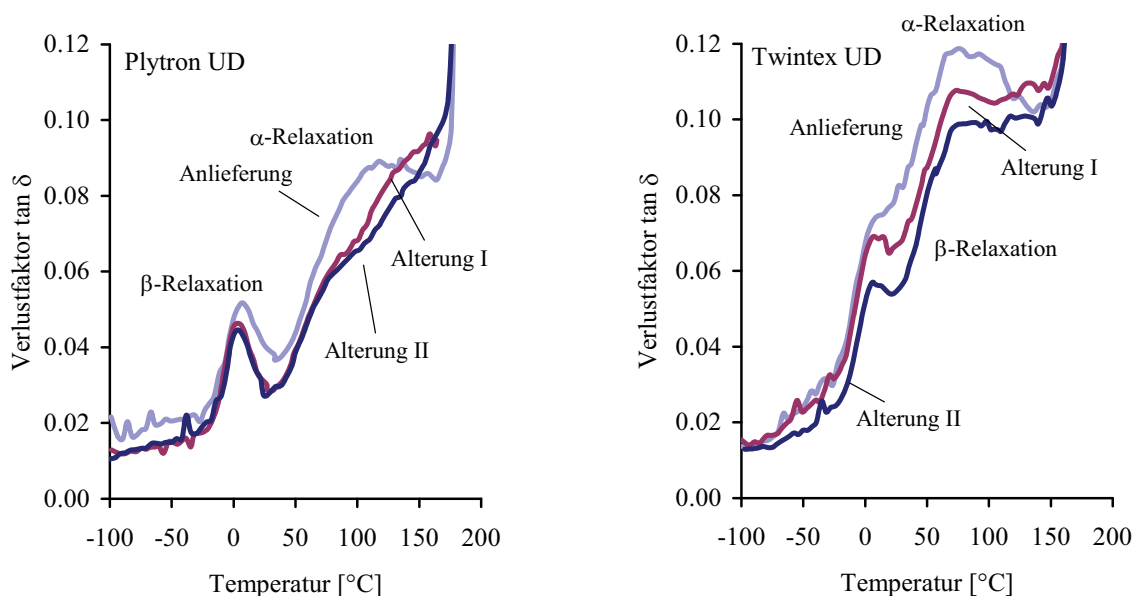 0.12
0.10
0.08
0.06
0.04
0.02
0.00
-100
-50
0
50
100
150
200
Verlustfaktor tan δ
Temperatur [°C]
Plytron UD
α-Relaxation
Anlieferung
β-Relaxation
Alterung I
Alterung II
0.12
0.10
0.08
0.06
0.04
0.02
0.00
-100
-50
0
50
100
150
200
Verlustfaktor tan δ
Temperatur [°C]
α-Relaxation
Twintex UD
Anlieferung
Alterung I
β-Relaxation
Alterung II